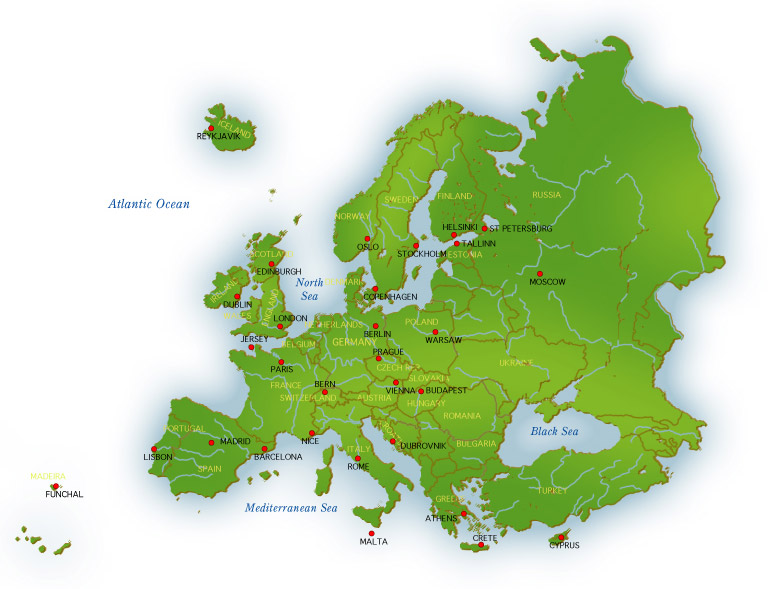 ICELAND
REYKJAVIK
Atlantic Ocean
SWEDEN
FINLAND
RUSSIA
NORWAY
HELSINKI
ST PETERSBURG
OSLO
STOCKHOLM
TALLINN
ESTONIA
SCOTLAND
EDINBURGH
MOSCOW
North
Sea
IRELAND
ENGLAND
COPENHAGEN
DUBLIN
WALES
LONDON
POLAND
BERLIN
WARSAW
JERSEY
BELGIUM
GERMANY
PRAGUE
PARIS
CZECH REP
UKRAINE
FRANCE
BERN
SLOVAKIA
SWITZERLAND
AUSTRIA
VIENNA
BUDAPEST
HUNGARY
ROMANIA
PORTUGAL
MADRID
NICE
DUBROVNIK
BULGARIA
Black Sea
LISBON
BARCELONA
ITALY
ROME
SPAIN
MADEIRA
FUNCHAL
TURKEY
Mediterranean Sea
ATHENS
MALTA
CRETE
CYPRUS